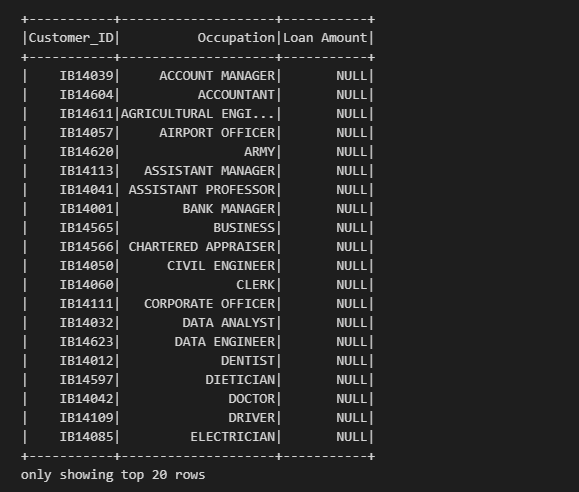 +-----------+--------------------+-----------+
|Customer_ID|          Occupation|Loan Amount|
+-----------+--------------------+-----------+
|    IB14039|     ACCOUNT MANAGER|       NULL|
|    IB14604|          ACCOUNTANT|       NULL|
|    IB14611|AGRICULTURAL ENGI...|       NULL|
|    IB14057|     AIRPORT OFFICER|       NULL|
|    IB14620|                ARMY|       NULL|
|    IB14113|   ASSISTANT MANAGER|       NULL|
|    IB14041| ASSISTANT PROFESSOR|       NULL|
|    IB14001|        BANK MANAGER|       NULL|
|    IB14565|            BUSINESS|       NULL|
|    IB14566| CHARTERED APPRAISER|       NULL|
|    IB14050|      CIVIL ENGINEER|       NULL|
|    IB14060|               CLERK|       NULL|
|    IB14111|   CORPORATE OFFICER|       NULL|
|    IB14032|        DATA ANALYST|       NULL|
|    IB14623|       DATA ENGINEER|       NULL|
|    IB14012|             DENTIST|       NULL|
|    IB14597|           DIETICIAN|       NULL|
|    IB14042|              DOCTOR|       NULL|
|    IB14109|              DRIVER|       NULL|
|    IB14085|         ELECTRICIAN|       NULL|
+-----------+--------------------+-----------+
only showing top 20 rows